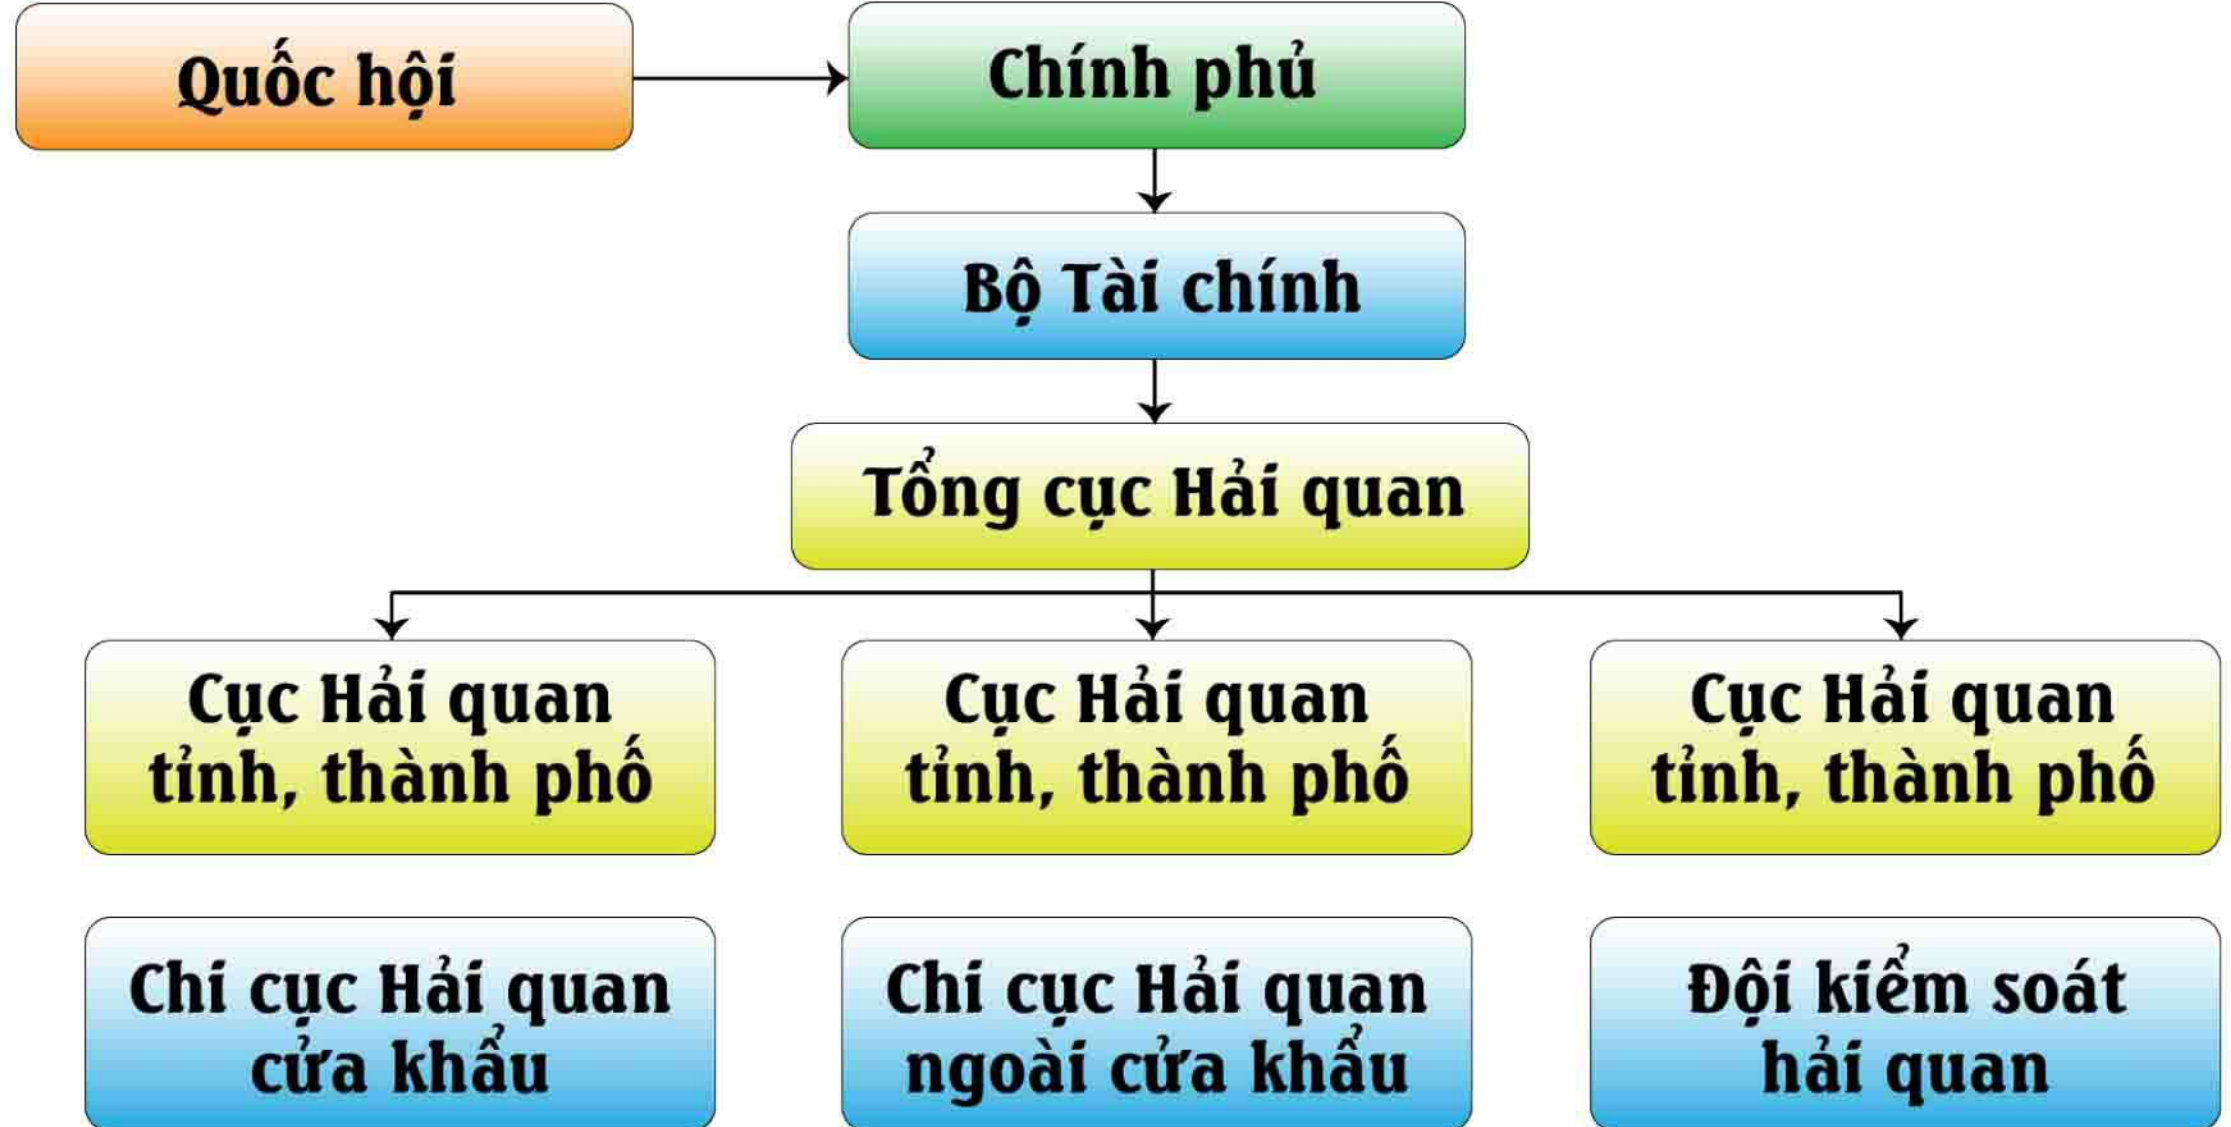 Quốc hội
Chính phủ
Bộ Tài chính
Tổng cục Hải quan
Cục Hải quan
tỉnh, thành phố
Cục Hải quan
tỉnh, thành phố
Cục Hải quan
tỉnh, thành phố
Chi cục Hải quan
cửa khẩu
Chi cục Hải quan
ngoài cửa khẩu
Đội kiểm soát
hải quan